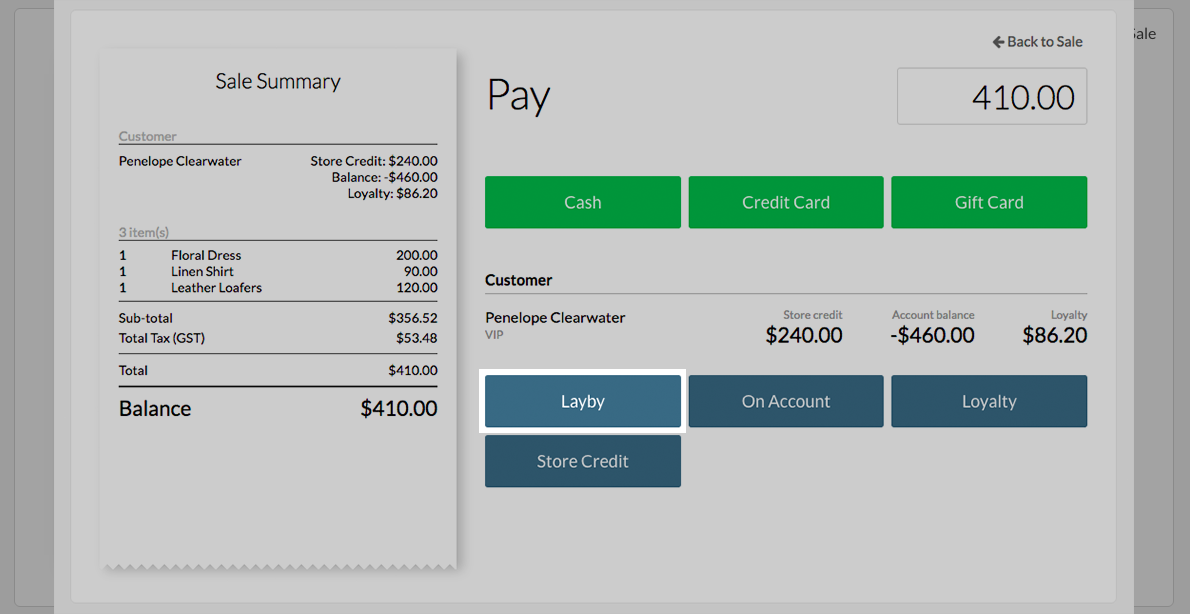 Sale
Back to Sale
Sale Summary
Customer
Penelope Clearwater Store Credit: $240.00
Balance: -$460.00
Loyalty: $86.20
3 item(s)
1 Floral Dress 200.00
1 Linen Shirt 90.00
1 Leather Loafers 120.00
Sub-total $356.52
Total Tax (GST) $53.48
Total $410.00
Balance $410.00
Pay 410.00
Cash Credit Card Gift Card
Customer
Penelope Clearwater
VIP
Store credit Account balance Loyalty
$240.00 -$460.00 $86.20
Layby On Account Loyalty
Store Credit